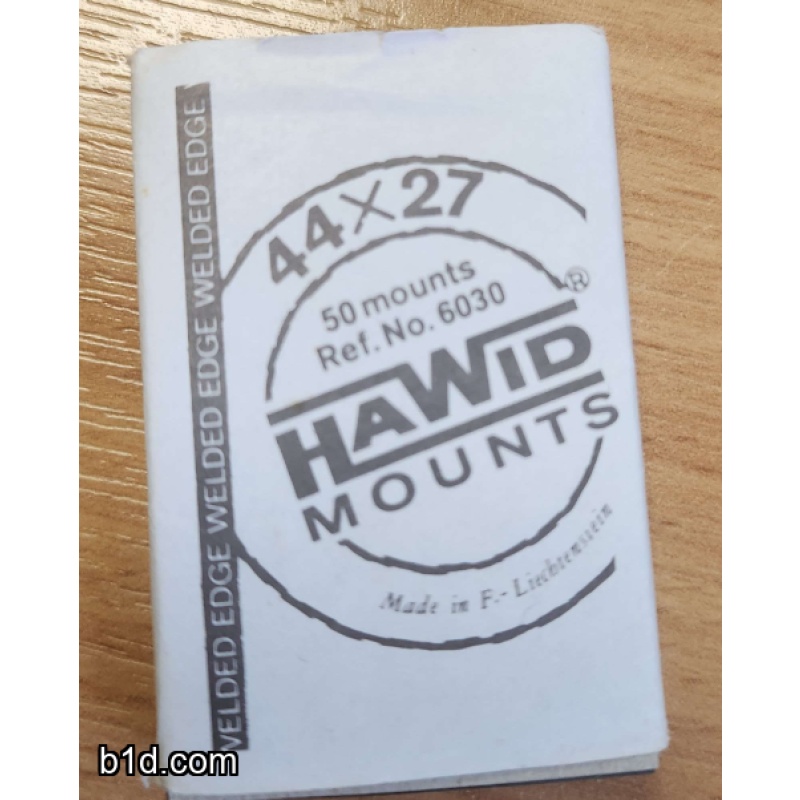 WELDED EDGE WELDED EDGE WELDED EDGE
44 X 27
50 mounts
Ref. No. 6030
HAWID®
MOUNTS
Made in F.- Liechtenstein
b1d.com